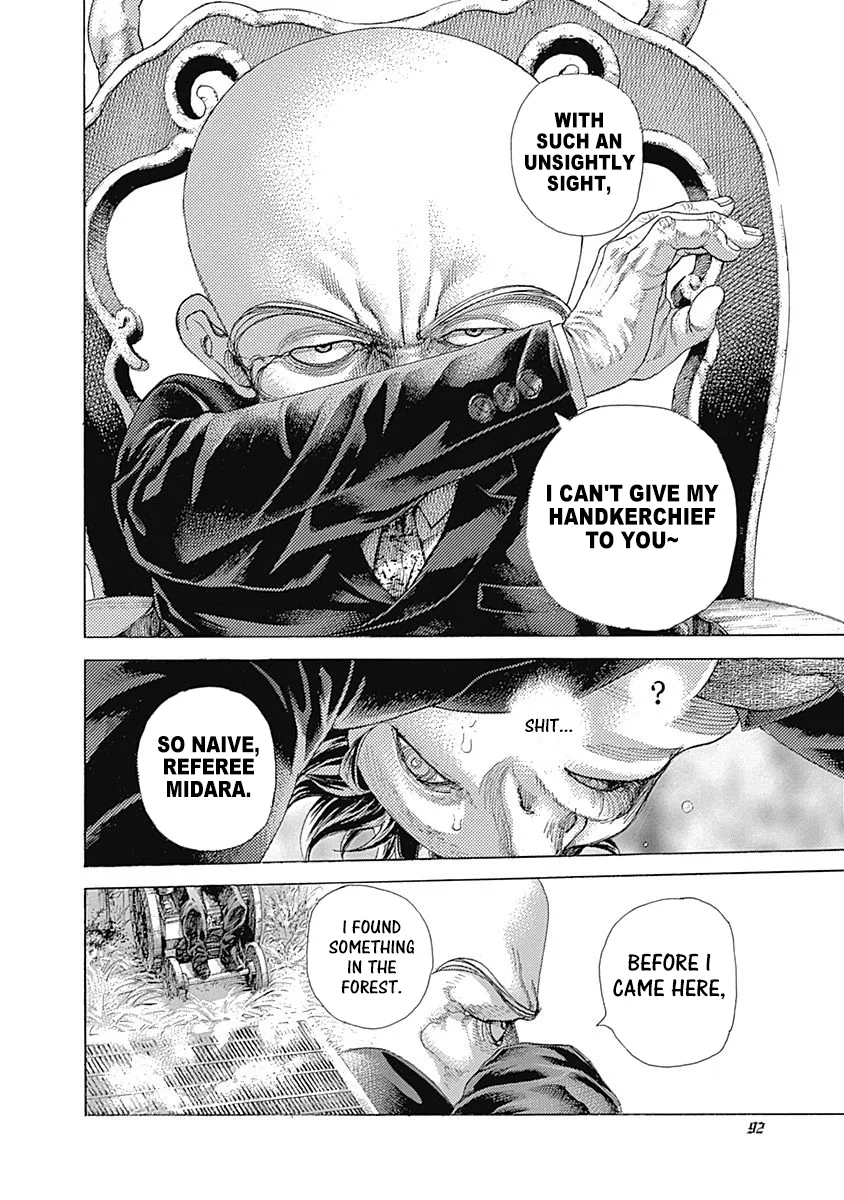 WITH
SUCH AN
UNSIGHTLY
SIGHT,
I CAN'T GIVE MY
HANDKERCHIEF
TO YOU~
?
SHIT...
SO NAIVE,
REFEREE
MIDARA.
BEFORE I
CAME HERE,
I FOUND
SOMETHING
IN THE
FOREST.
92